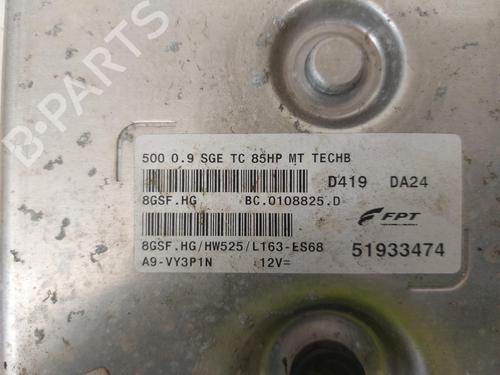 B-PARTS
500 0.9 SGE TC 85HP MT TECHB
D419 DA24
8GSF.HG BC.0108825.D
FPT
8GSF.HG/HW525/L163-ES68 51933474
A9-VY3P1N 12V=